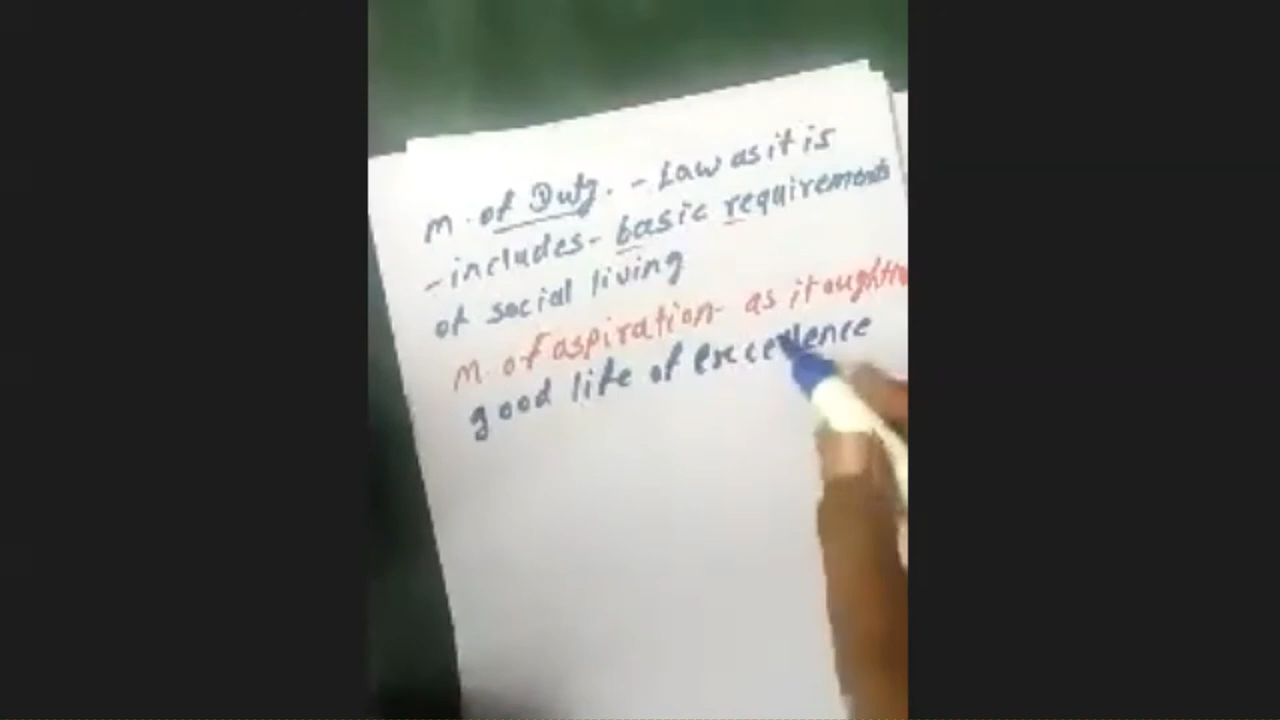 M. of Duty. - Law as it is
- includes - basic requirements
of social living
M. of aspiration - as it ought to
good life of excellence